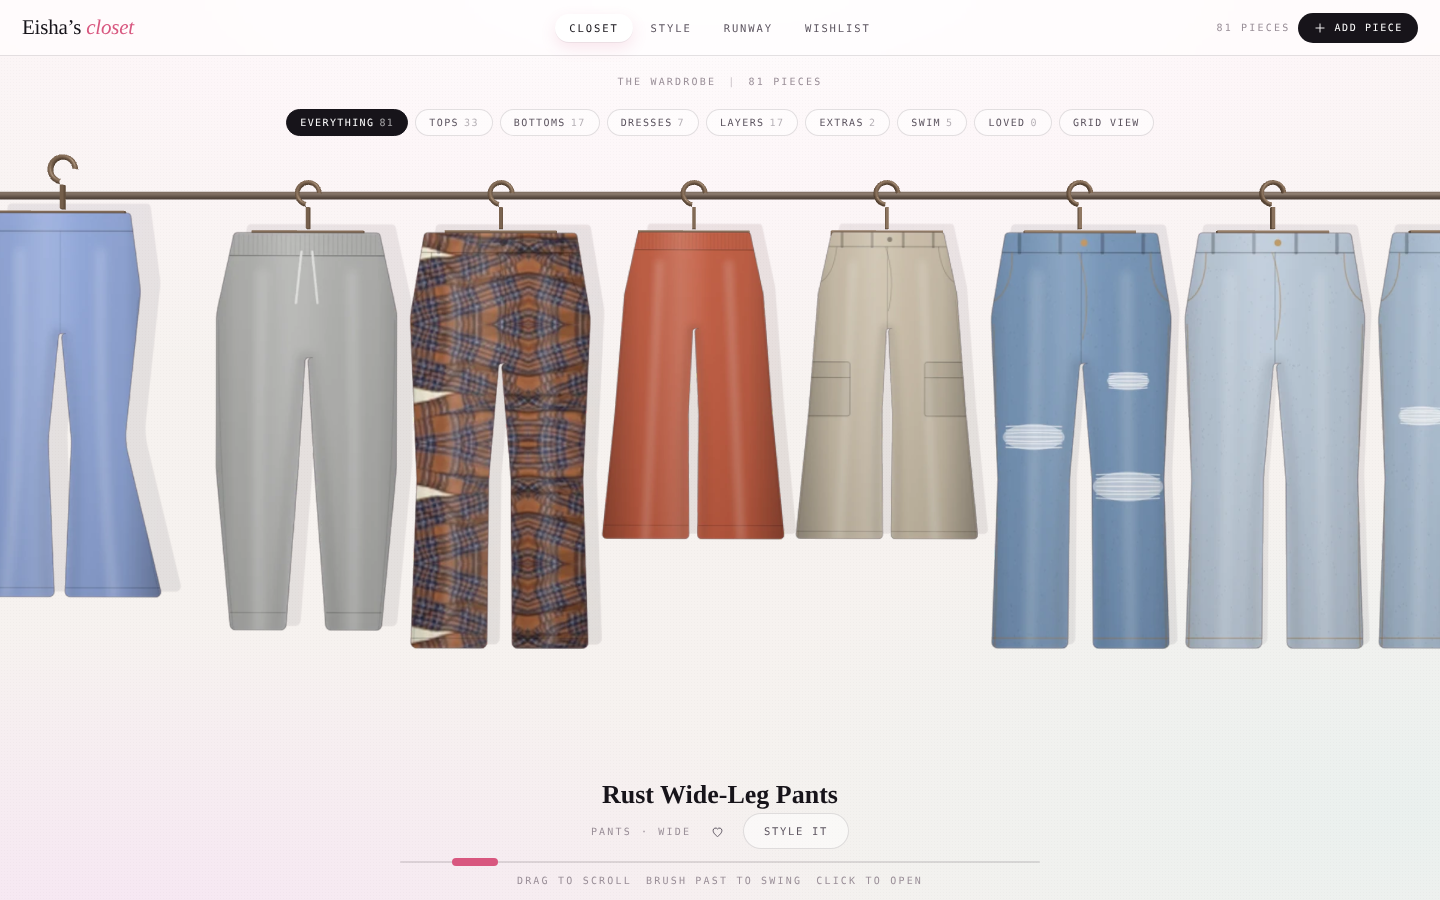 Eisha's closet
CLOSET STYLE RUNWAY WISHLIST
81 PIECES
+ ADD PIECE
THE WARDROBE | 81 PIECES
EVERYTHING 81 TOPS 33 BOTTOMS 17 DRESSES 7 LAYERS 17 EXTRAS 2 SWIM 5 LOVED 0 GRID VIEW
Rust Wide-Leg Pants
PANTS · WIDE
STYLE IT
DRAG TO SCROLL BRUSH PAST TO SWING CLICK TO OPEN